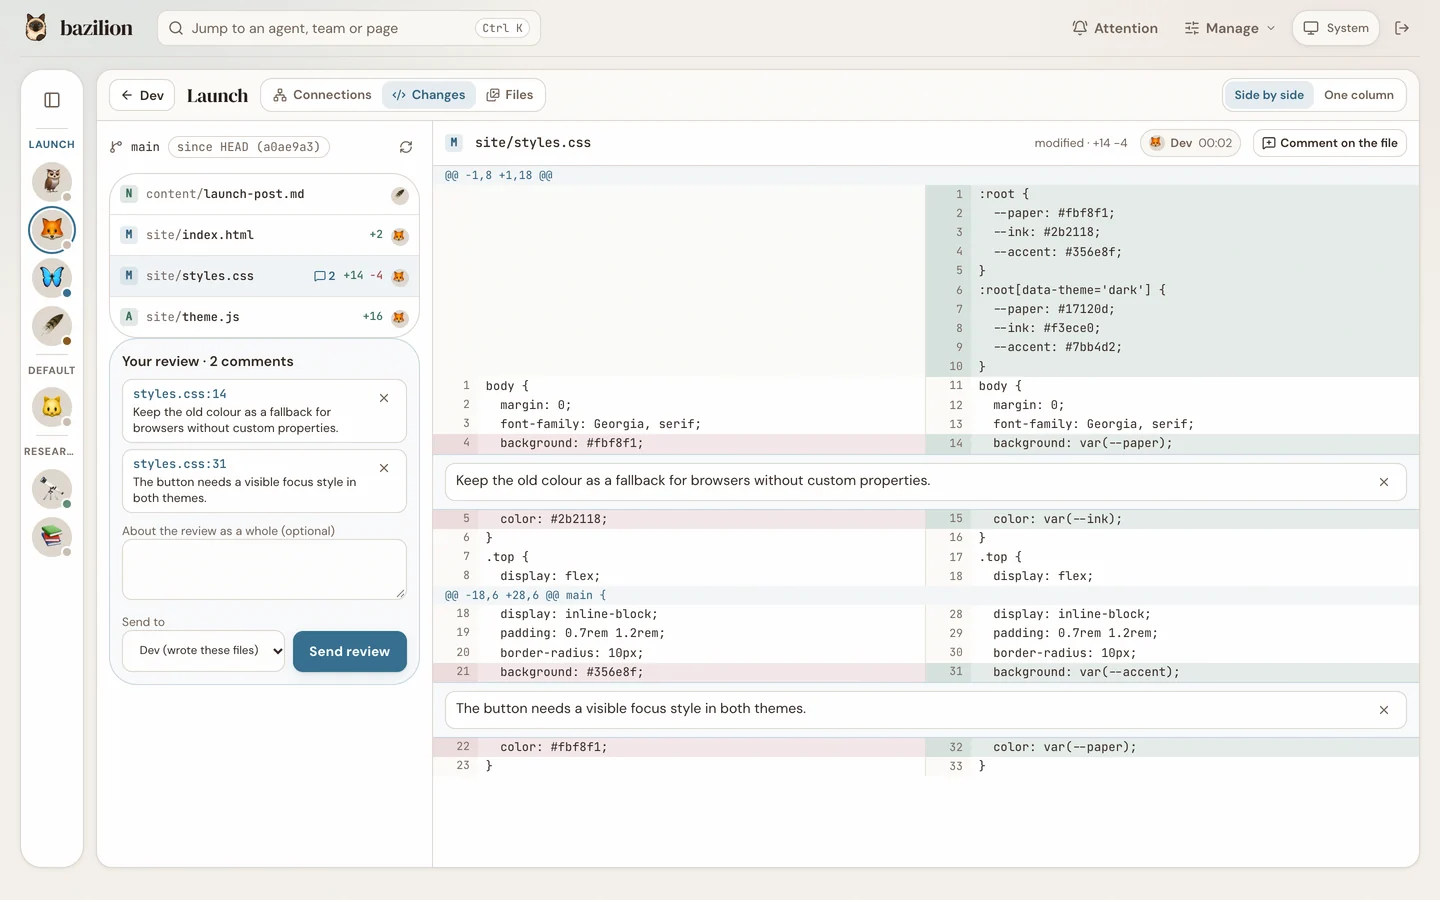 bazilion
Jump to an agent, team or page
Ctrl K
Attention
Manage
System
Dev
Launch
Connections
Changes
Files
Side by side
One column
LAUNCH
DEFAULT
RESEAR...
main
since HEAD (a0ae9a3)
N content/launch-post.md
M site/index.html +2
M site/styles.css 2 +14 -4
A site/theme.js +16
Your review · 2 comments
styles.css:14
Keep the old colour as a fallback for
browsers without custom properties.
styles.css:31
The button needs a visible focus style in
both themes.
About the review as a whole (optional)
Send to
Dev (wrote these files)
Send review
M site/styles.css
modified · +14 −4
Dev 00:02
Comment on the file
@@ -1,8 +1,18 @@
1 :root {
2 --paper: #fbf8f1;
3 --ink: #2b2118;
4 --accent: #356e8f;
5 }
6 :root[data-theme='dark'] {
7 --paper: #17120d;
8 --ink: #f3ece0;
9 --accent: #7bb4d2;
10 }
1 body { 11 body {
2 margin: 0; 12 margin: 0;
3 font-family: Georgia, serif; 13 font-family: Georgia, serif;
4 background: #fbf8f1; 14 background: var(--paper);
Keep the old colour as a fallback for browsers without custom properties.
5 color: #2b2118; 15 color: var(--ink);
6 } 16 }
7 .top { 17 .top {
8 display: flex; 18 display: flex;
@@ -18,6 +28,6 @@ main {
18 display: inline-block; 28 display: inline-block;
19 padding: 0.7rem 1.2rem; 29 padding: 0.7rem 1.2rem;
20 border-radius: 10px; 30 border-radius: 10px;
21 background: #356e8f; 31 background: var(--accent);
The button needs a visible focus style in both themes.
22 color: #fbf8f1; 32 color: var(--paper);
23 } 33 }